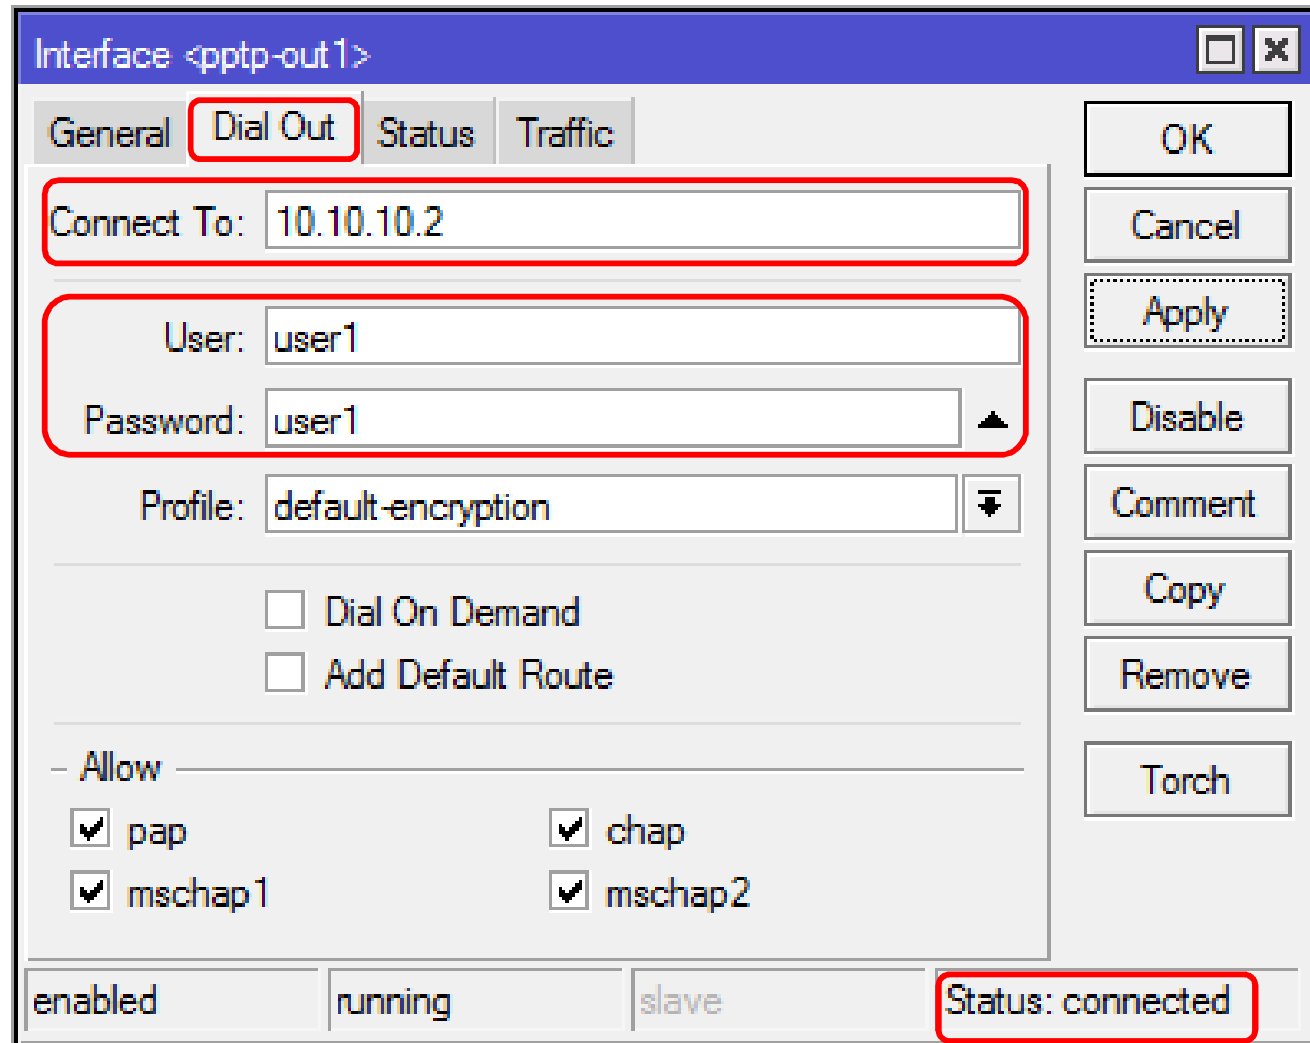 Interface <pptp-out1>
General Dial Out Status Traffic
OK
Connect To: 10.10.10.2
Cancel
Apply
User: user1
Password: user1
Disable
Profile: default-encryption
Comment
Dial On Demand
Copy
Add Default Route
Remove
Allow
Torch
pap chap
mschap1 mschap2
enabled running slave Status: connected